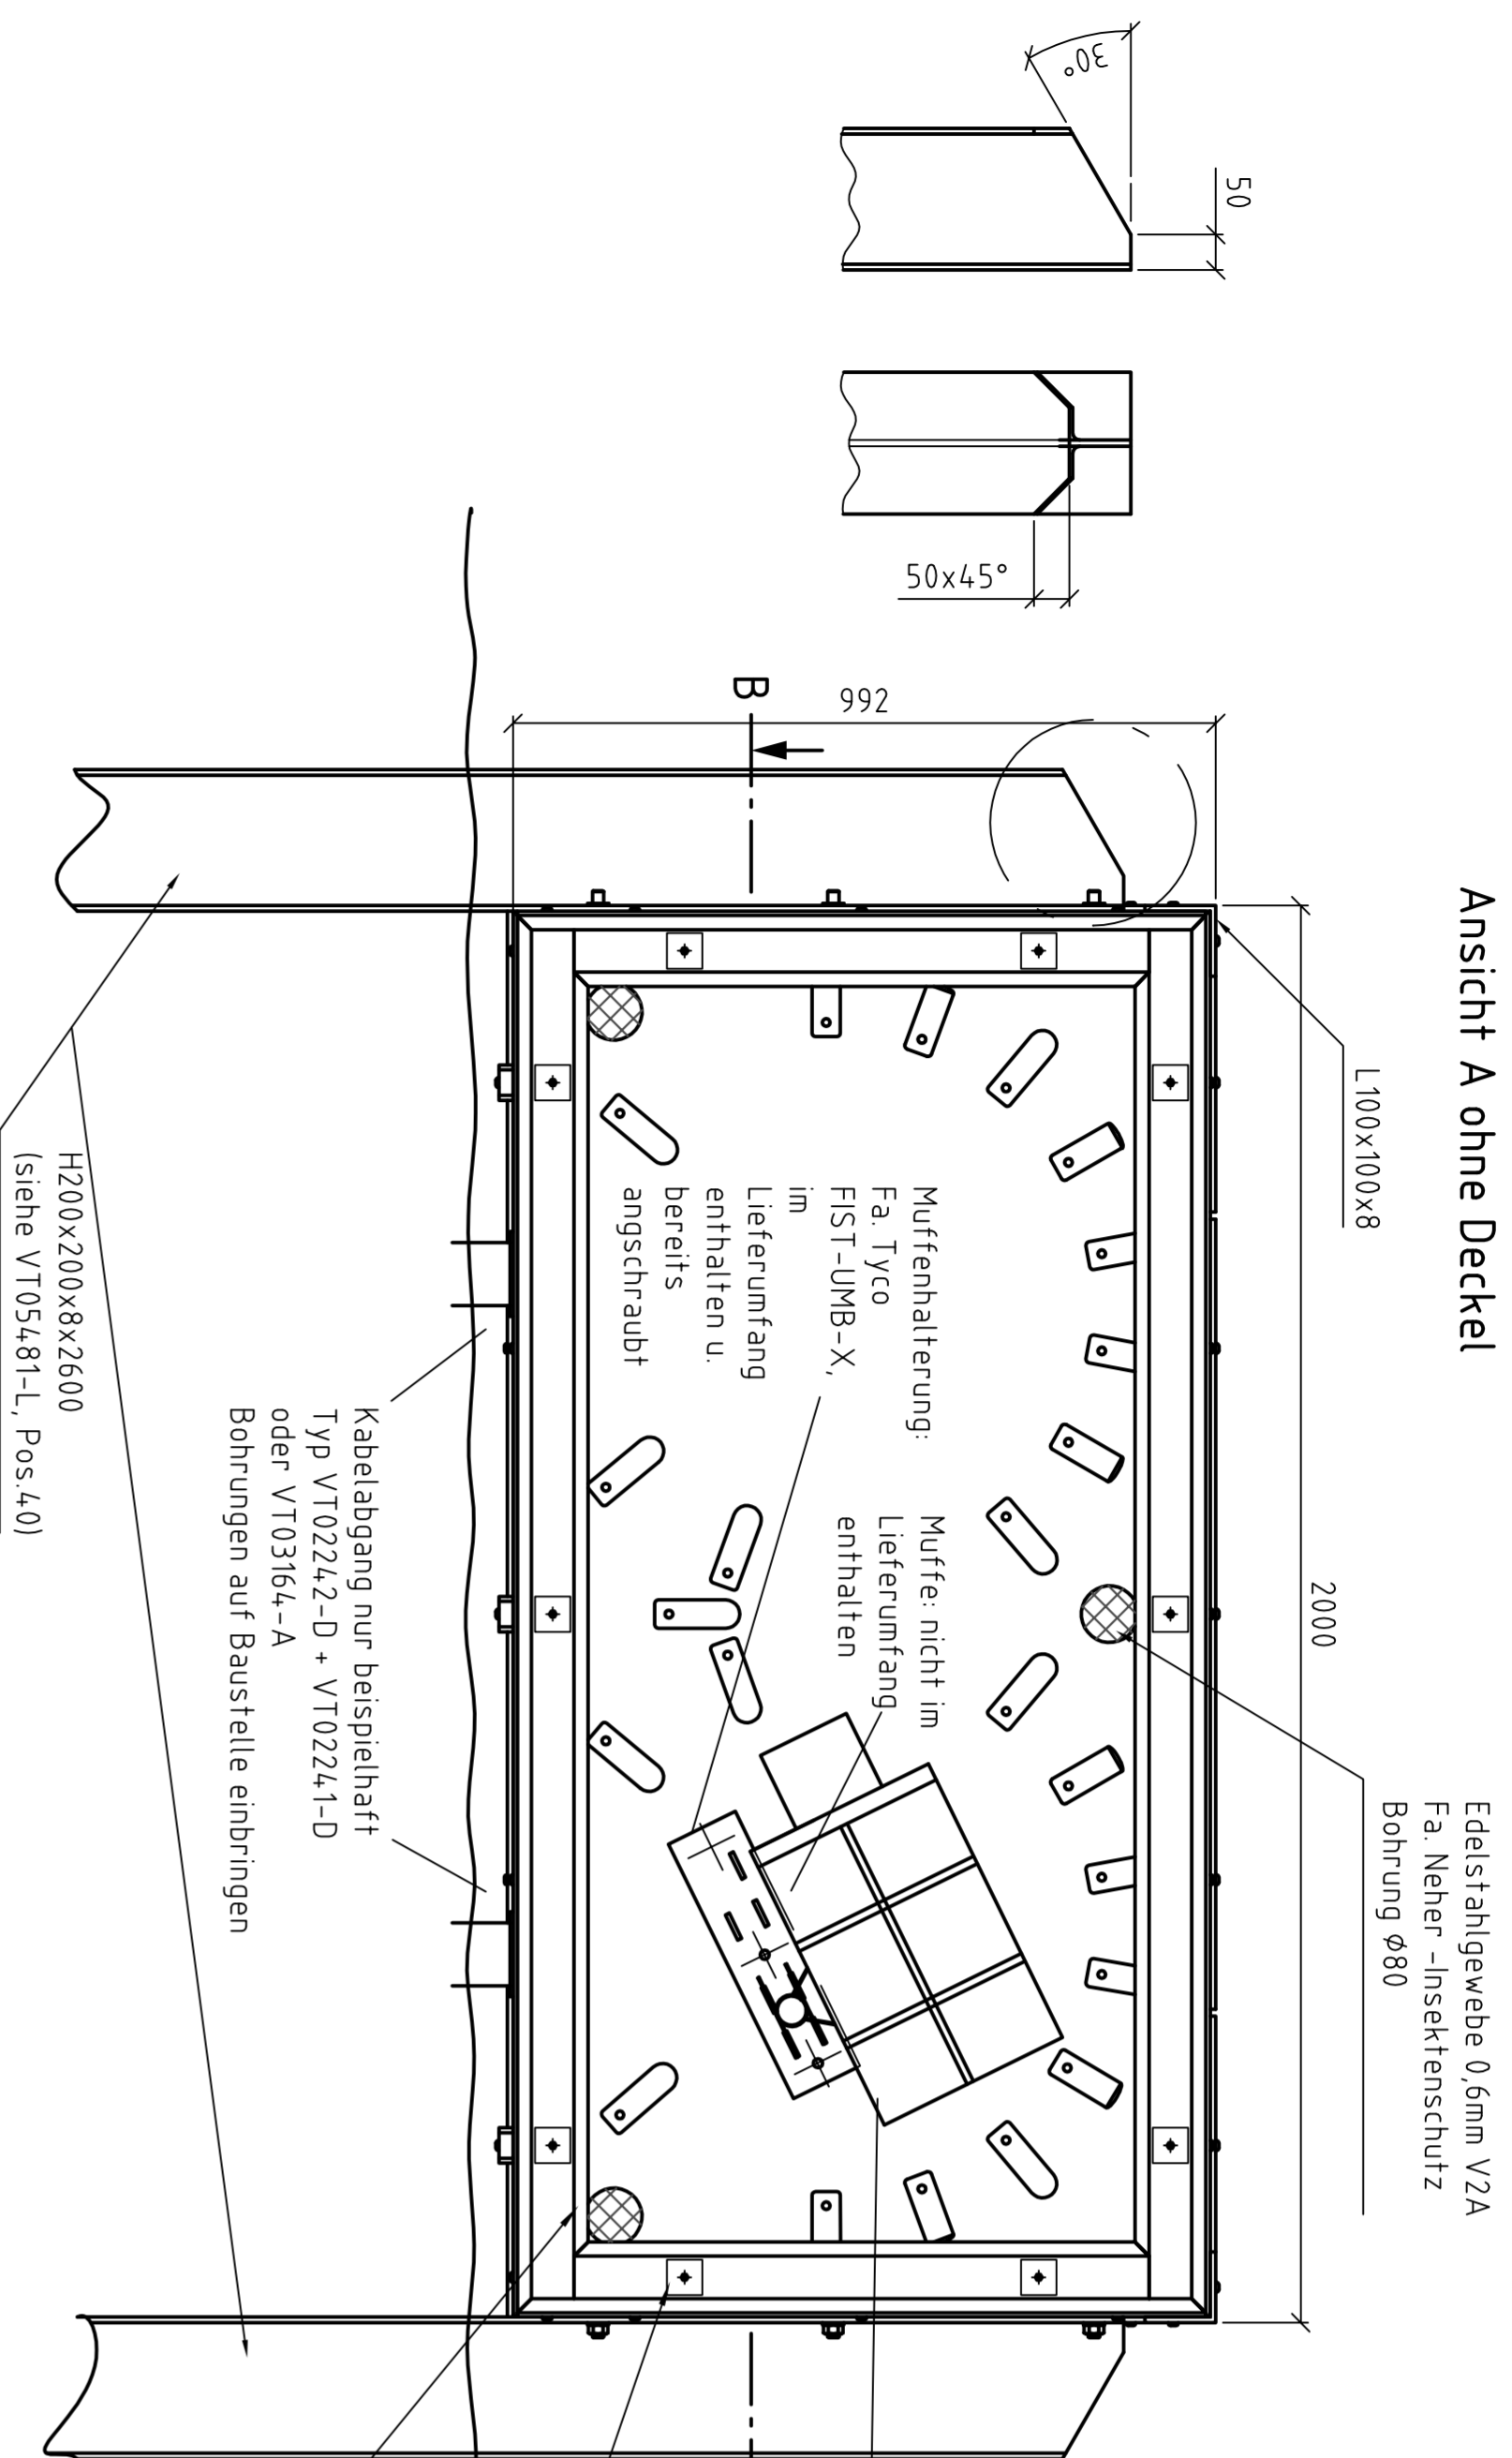 Ansicht A ohne Deckel
Edelstahlgewebe 0,6mm V2A
Fa. Neher -Insektenschutz
Bohrung Ø80
L100x100x8
2000
50
30°
50x45°
992
B
Muffenhalterung:
Fa. Tyco
FIST-UMB-X,
im
Lieferumfang
enthalten u.
bereits
angschraubt
Muffe: nicht im
Lieferumfang
enthalten
Kabelabgang nur beispielhaft
Typ VT02242-D + VT02241-D
oder VT03164-A
Bohrungen auf Baustelle einbringen
H200x200x8x2600
(siehe VT05481-L, Pos.40)